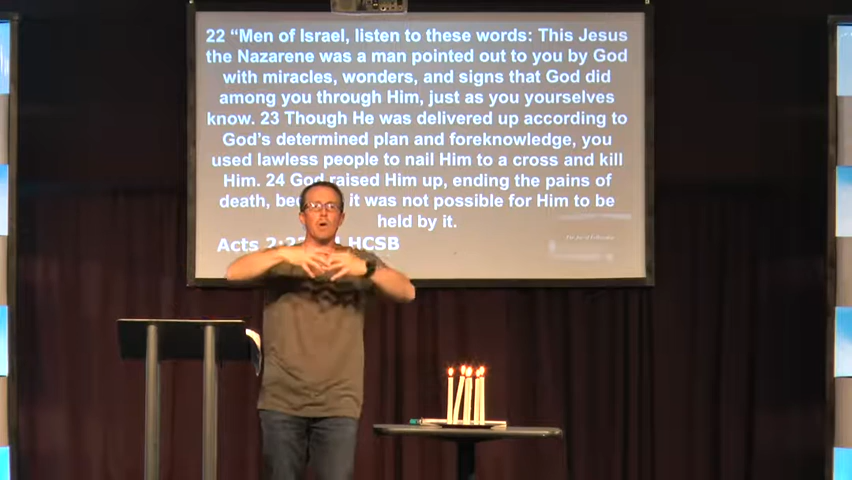 22 “Men of Israel, listen to these words: This Jesus
the Nazarene was a man pointed out to you by God
with miracles, wonders, and signs that God did
among you through Him, just as you yourselves
know. 23 Though He was delivered up according to
God’s determined plan and foreknowledge, you
used lawless people to nail Him to a cross and kill
Him. 24 God raised Him up, ending the pains of
death, it was not possible for Him to be
held by it.
Acts HCSB